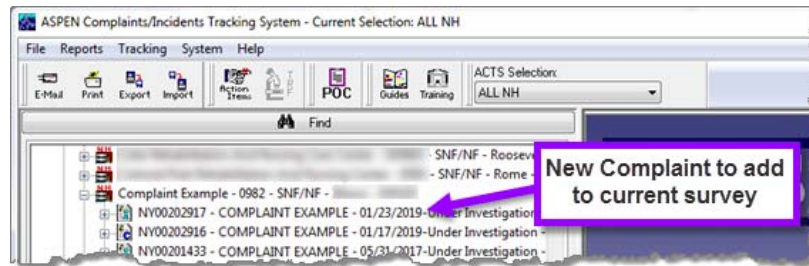 ASPEN Complaints/Incidents Tracking System - Current Selection: ALL NH
File Reports Tracking System Help
ACTS Selection:
E-Mail Print Export Import Action Items POC Guides Training ALL NH
Find
- SNF/NF - Roosev
- SNF/NF - Rome -
Complaint Example - 0982 - SNF/NF -
NY00202917 - COMPLAINT EXAMPLE - 01/23/2019-Under Investigation -
NY00202916 - COMPLAINT EXAMPLE - 01/17/2019-Under Investigation -
NY00201433 - COMPLAINT EXAMPLE - 05/31/2017-Under Investigation -
New Complaint to add
to current survey